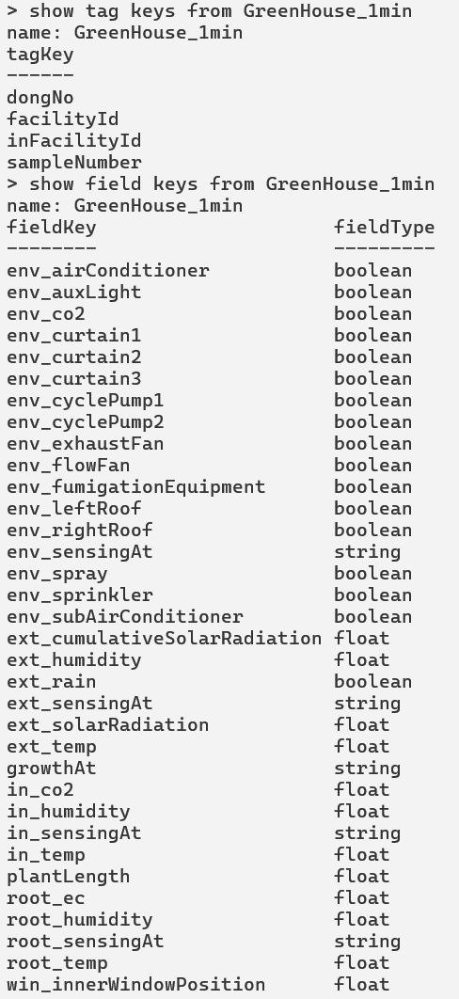 > show tag keys from GreenHouse_1min
name: GreenHouse_1min
tagKey
------
dongNo
facilityId
inFacilityId
sampleNumber
> show field keys from GreenHouse_1min
name: GreenHouse_1min
fieldKey                     fieldType
--------                     ---------
env_airConditioner           boolean
env_auxLight                 boolean
env_co2                      boolean
env_curtain1                 boolean
env_curtain2                 boolean
env_curtain3                 boolean
env_cyclePump1               boolean
env_cyclePump2               boolean
env_exhaustFan               boolean
env_flowFan                  boolean
env_fumigationEquipment      boolean
env_leftRoof                 boolean
env_rightRoof                boolean
env_sensingAt                string
env_spray                    boolean
env_sprinkler                boolean
env_subAirConditioner        boolean
ext_cumulativeSolarRadiation float
ext_humidity                 float
ext_rain                     boolean
ext_sensingAt                string
ext_solarRadiation           float
ext_temp                     float
growthAt                     string
in_co2                       float
in_humidity                  float
in_sensingAt                 string
in_temp                      float
plantLength                  float
root_ec                      float
root_humidity                float
root_sensingAt               string
root_temp                    float
win_innerWindowPosition      float